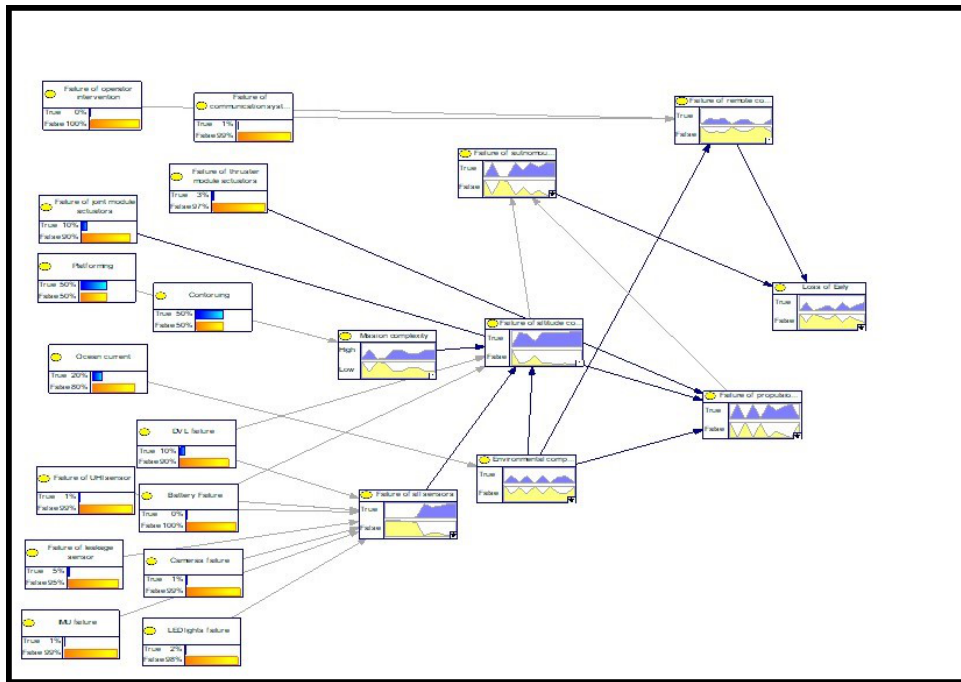 Failure of operator
intervention
True 0%
False 100%
Failure of
communication syst...
True 1%
False 99%
Failure of remote co...
True
False
Failure of autnomou...
True
False
Failure of thruster
module actuators
True 3%
False 97%
Failure of joint module
actuators
True 10%
False 90%
Platforming
True 50%
False 50%
Contoruing
True 50%
False 50%
Loss of Eely
True
False
Mission complexity
High
Low
Failure of altitude co...
True
False
Ocean current
True 20%
False 80%
Failure of propulsio...
True
False
DVL failure
True 10%
False 90%
Environmental comp...
True
False
Failure of UHI sensor
True 1%
False 99%
Battery Failure
True 0%
False 100%
Failure of all sensors
True
False
Failure of leakage
sensor
True 5%
False 95%
Cameras failure
True 1%
False 99%
IMU failure
True 1%
False 99%
LED lights failure
True 2%
False 98%